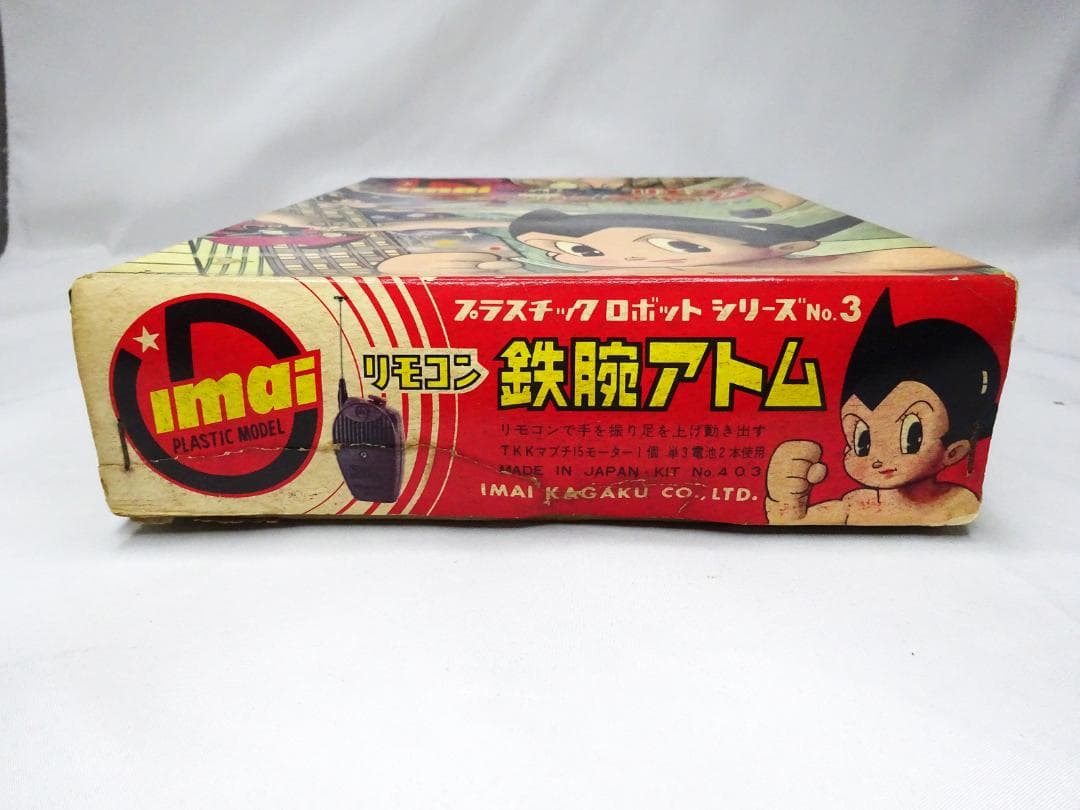 imai
imai
PLASTIC MODEL
プラスチック ロボット シリーズ No.3
リモコン
鉄腕アトム
リモコンで手を振り足を上げ動き出す
TKKマブチ15モーター1個 単3電池2本使用
MADE IN JAPAN・KIT No.403
IMAI KAGAKU CO.,LTD.